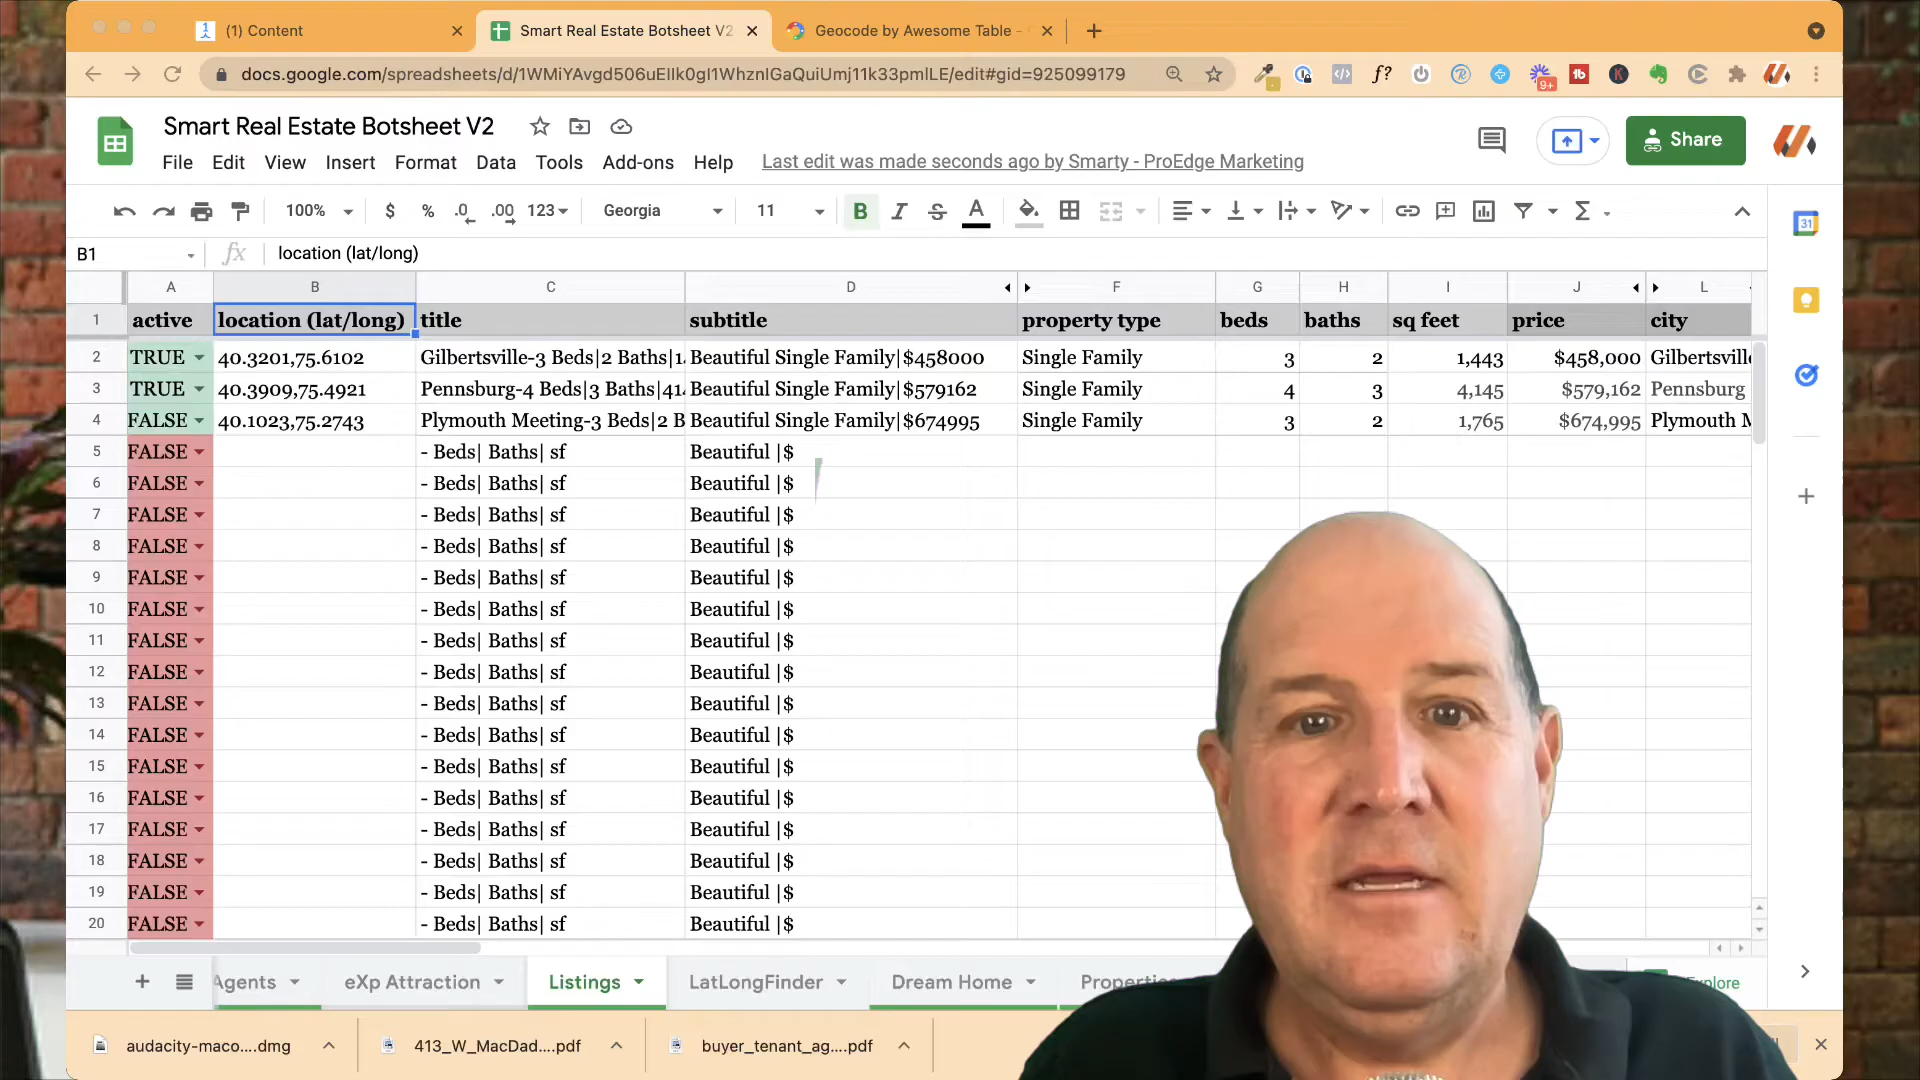 (1) Content
Smart Real Estate Botsheet V2
Geocode by Awesome Table -
docs.google.com/spreadsheets/d/1WMiYAvgd506uEIlk0gI1WhznIGaQuiUmj11k33pmlLE/edit#gid=925099179
Smart Real Estate Botsheet V2
File Edit View Insert Format Data Tools Add-ons Help Last edit was made seconds ago by Smarty - ProEdge Marketing
Share
100% $ % .0 .00 123 Georgia 11 B I S A
B1 fx location (lat/long)
A B C D F G H I J L
1 active location (lat/long) title subtitle property type beds baths sq feet price city
2 TRUE 40.3201,75.6102 Gilbertsville-3 Beds|2 Baths|1 Beautiful Single Family|$458000 Single Family 3 2 1,443 $458,000 Gilbertsville
3 TRUE 40.3909,75.4921 Pennsburg-4 Beds|3 Baths|41 Beautiful Single Family|$579162 Single Family 4 3 4,145 $579,162 Pennsburg
4 FALSE 40.1023,75.2743 Plymouth Meeting-3 Beds|2 B Beautiful Single Family|$674995 Single Family 3 2 1,765 $674,995 Plymouth M
5 FALSE - Beds| Baths| sf Beautiful |$
6 FALSE - Beds| Baths| sf Beautiful |$
7 FALSE - Beds| Baths| sf Beautiful |$
8 FALSE - Beds| Baths| sf Beautiful |$
9 FALSE - Beds| Baths| sf Beautiful |$
10 FALSE - Beds| Baths| sf Beautiful |$
11 FALSE - Beds| Baths| sf Beautiful |$
12 FALSE - Beds| Baths| sf Beautiful |$
13 FALSE - Beds| Baths| sf Beautiful |$
14 FALSE - Beds| Baths| sf Beautiful |$
15 FALSE - Beds| Baths| sf Beautiful |$
16 FALSE - Beds| Baths| sf Beautiful |$
17 FALSE - Beds| Baths| sf Beautiful |$
18 FALSE - Beds| Baths| sf Beautiful |$
19 FALSE - Beds| Baths| sf Beautiful |$
20 FALSE - Beds| Baths| sf Beautiful |$
Agents eXp Attraction Listings LatLongFinder Dream Home Properties Explore
audacity-maco....dmg 413_W_MacDad....pdf buyer_tenant_ag....pdf